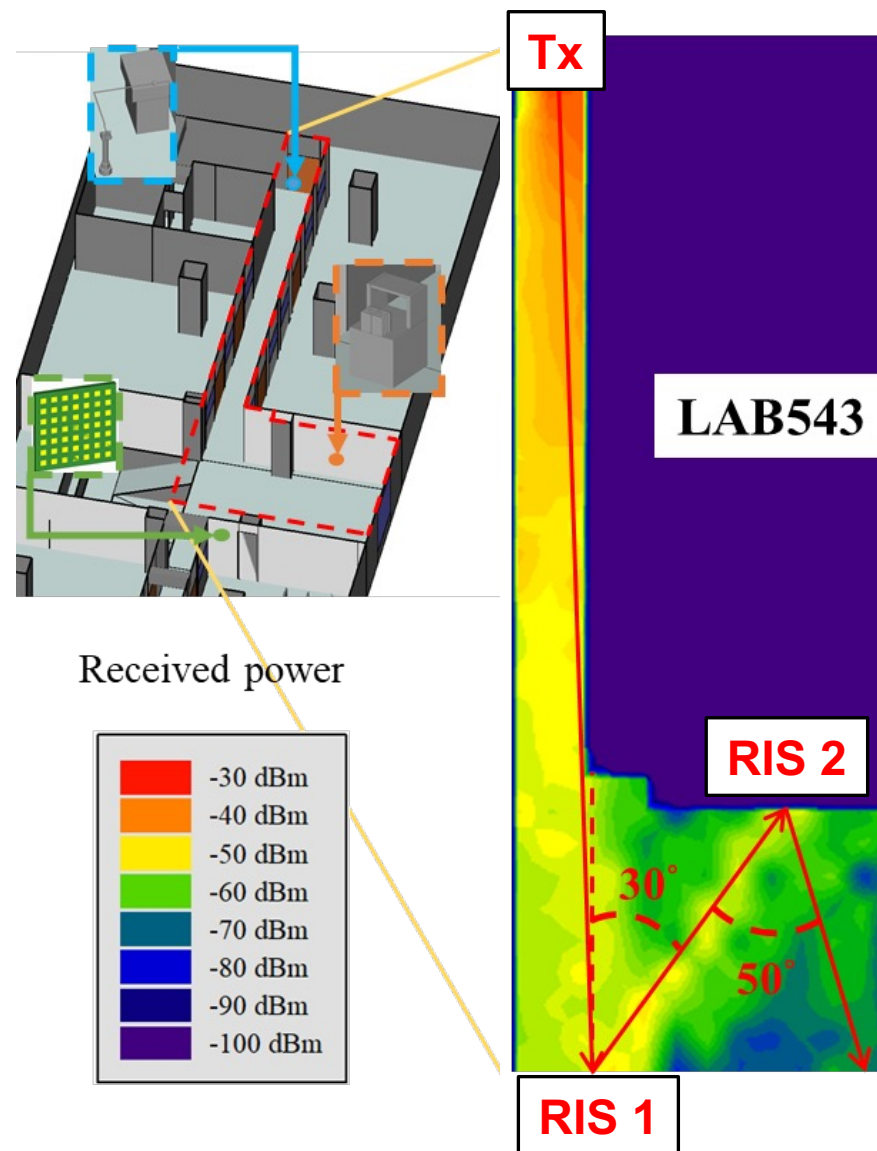 Tx
LAB543
Received power
-30 dBm
-40 dBm
-50 dBm
-60 dBm
-70 dBm
-80 dBm
-90 dBm
-100 dBm
RIS 2
30°
50°
RIS 1